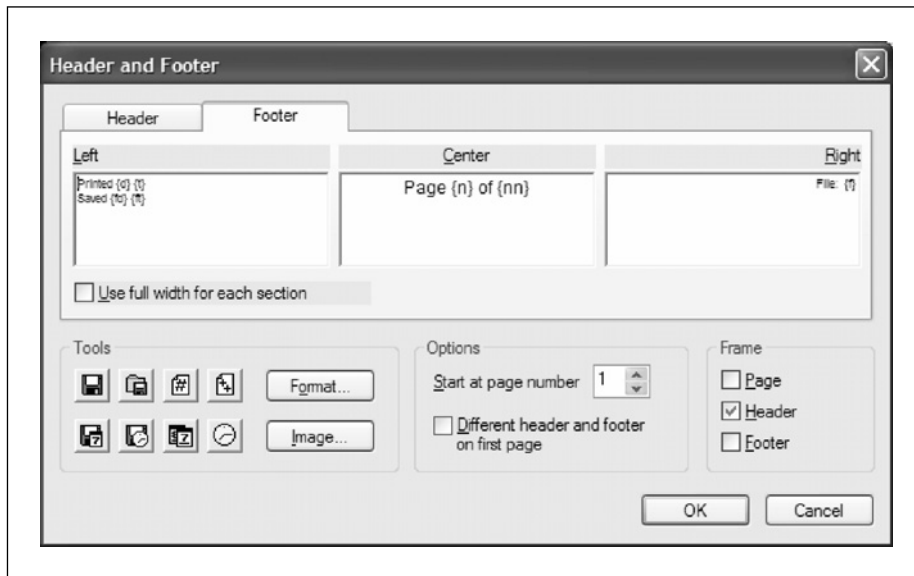 Header and Footer
Header
Footer
Left
Center
Right
Printed {d} {t}
Saved {fd} {ft}
Page {n} of {nn}
File: {f}
Use full width for each section
Tools
Format...
Image...
Options
Start at page number 1
Different header and footer
on first page
Frame
Page
Header
Footer
OK
Cancel